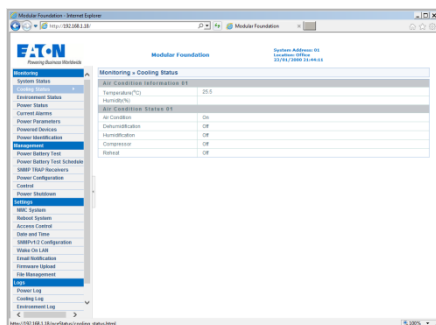 Modular Foundation - Internet Explorer
http://192.168.1.18/
Modular Foundation
EATON
Powering Business Worldwide
Modular Foundation
System Address: 01
Location: Office
Monitoring
System Status
Cooling Status
Environment Status
Power Status
Current Alarms
Power Parameters
Powered Devices
Power Identification
Management
Power Battery Test
Power Battery Test Schedule
SNMP TRAP Receivers
Power Configuration
Control
Power Shutdown
Settings
NMC System
Reboot System
Access Control
Date and Time
SNMPv1/2 Configuration
Wake On LAN
Email Notification
Firmware Upload
File Management
Logs
Power Log
Cooling Log
Environment Log
Monitoring » Cooling Status
Air Condition Information 01
Temperature(°C) 25.5
Humidity(%)
Air Condition Status 01
Air Condition On
Dehumidification Off
Humidification Off
Compressor Off
Reheat Off
100%